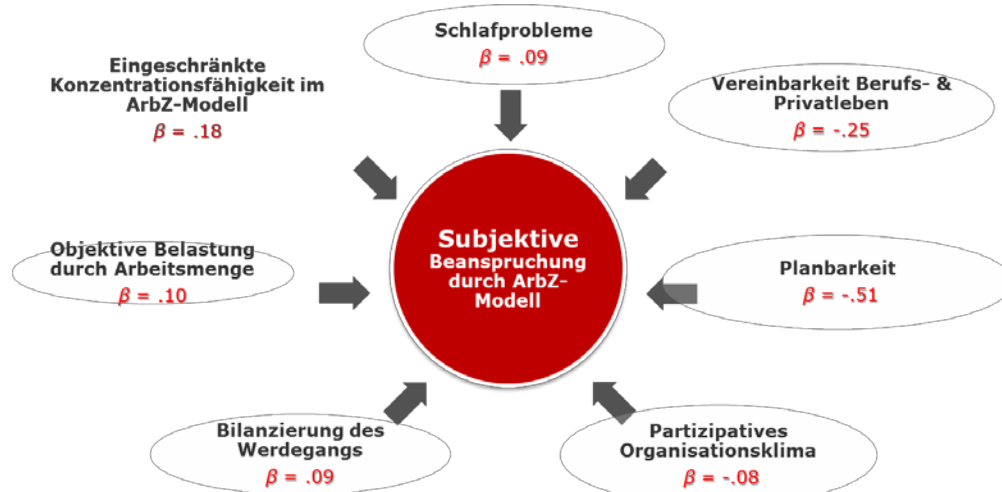 Schlafprobleme
β = .09
Eingeschränkte
Konzentrationsfähigkeit im
ArbZ-Modell
β = .18
Vereinbarkeit Berufs- &
Privatleben
β = -.25
Objektive Belastung
durch Arbeitsmenge
β = .10
Subjektive
Beanspruchung
durch ArbZ-
Modell
Planbarkeit
β = -.51
Bilanzierung des
Werdegangs
β = .09
Partizipatives
Organisationsklima
β = -.08